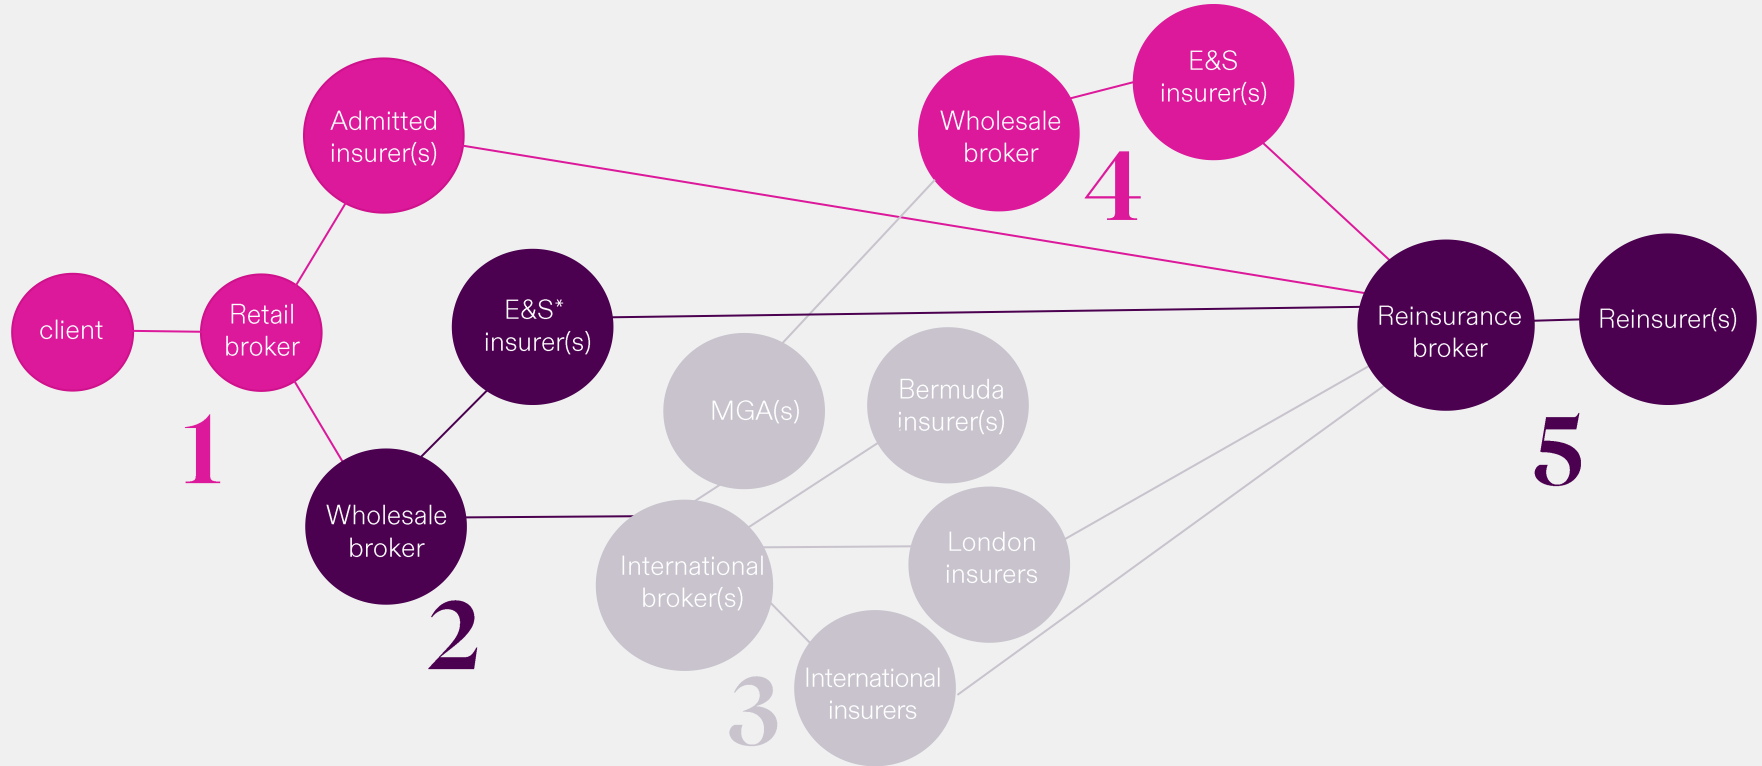 client
Retail
broker
1
Admitted
insurer(s)
Wholesale
broker
2
E&S*
insurer(s)
International
broker(s)
3
MGA(s)
Bermuda
insurer(s)
London
insurers
International
insurers
Wholesale
broker
4
E&S
insurer(s)
Reinsurance
broker
5
Reinsurer(s)